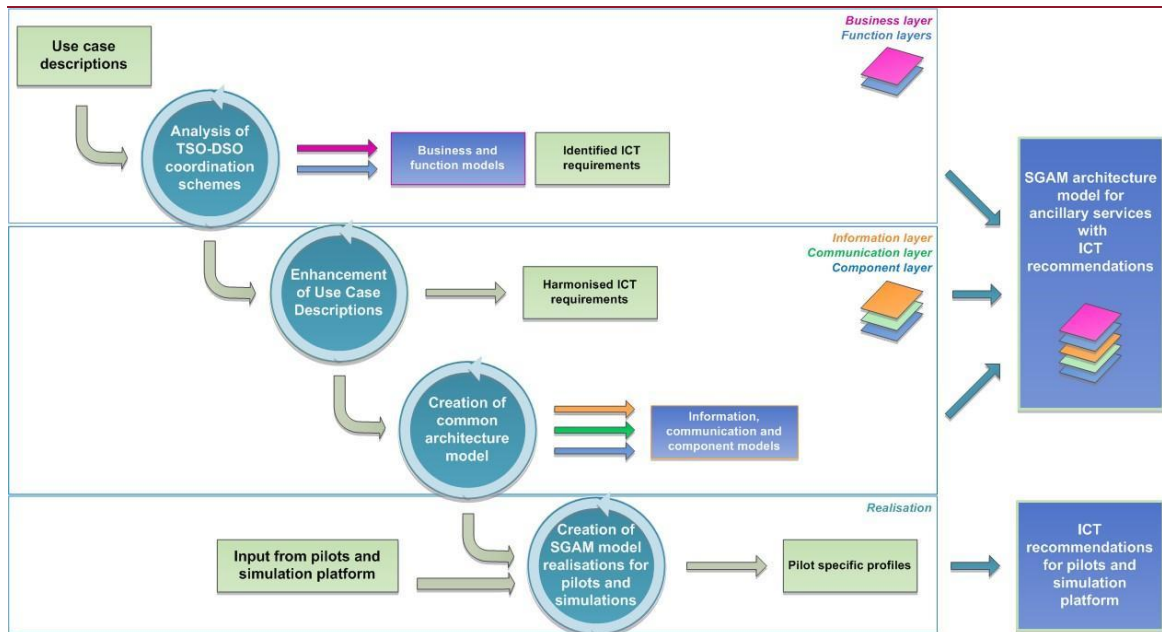 Business layer
Function layers
Use case
descriptions
Analysis of
TSO-DSO
coordination
schemes
Business and
function models
Identified ICT
requirements
Information layer
Communication layer
Component layer
Enhancement
of Use Case
Descriptions
Harmonised ICT
requirements
Creation of
common
architecture
model
Information,
communication and
component models
SGAM architecture
model for
ancillary services
with
ICT
recommendations
Realisation
Input from pilots and
simulation platform
Creation of
SGAM model
realisations for
pilots and
simulations
Pilot specific profiles
ICT
recommendations
for pilots and
simulation
platform